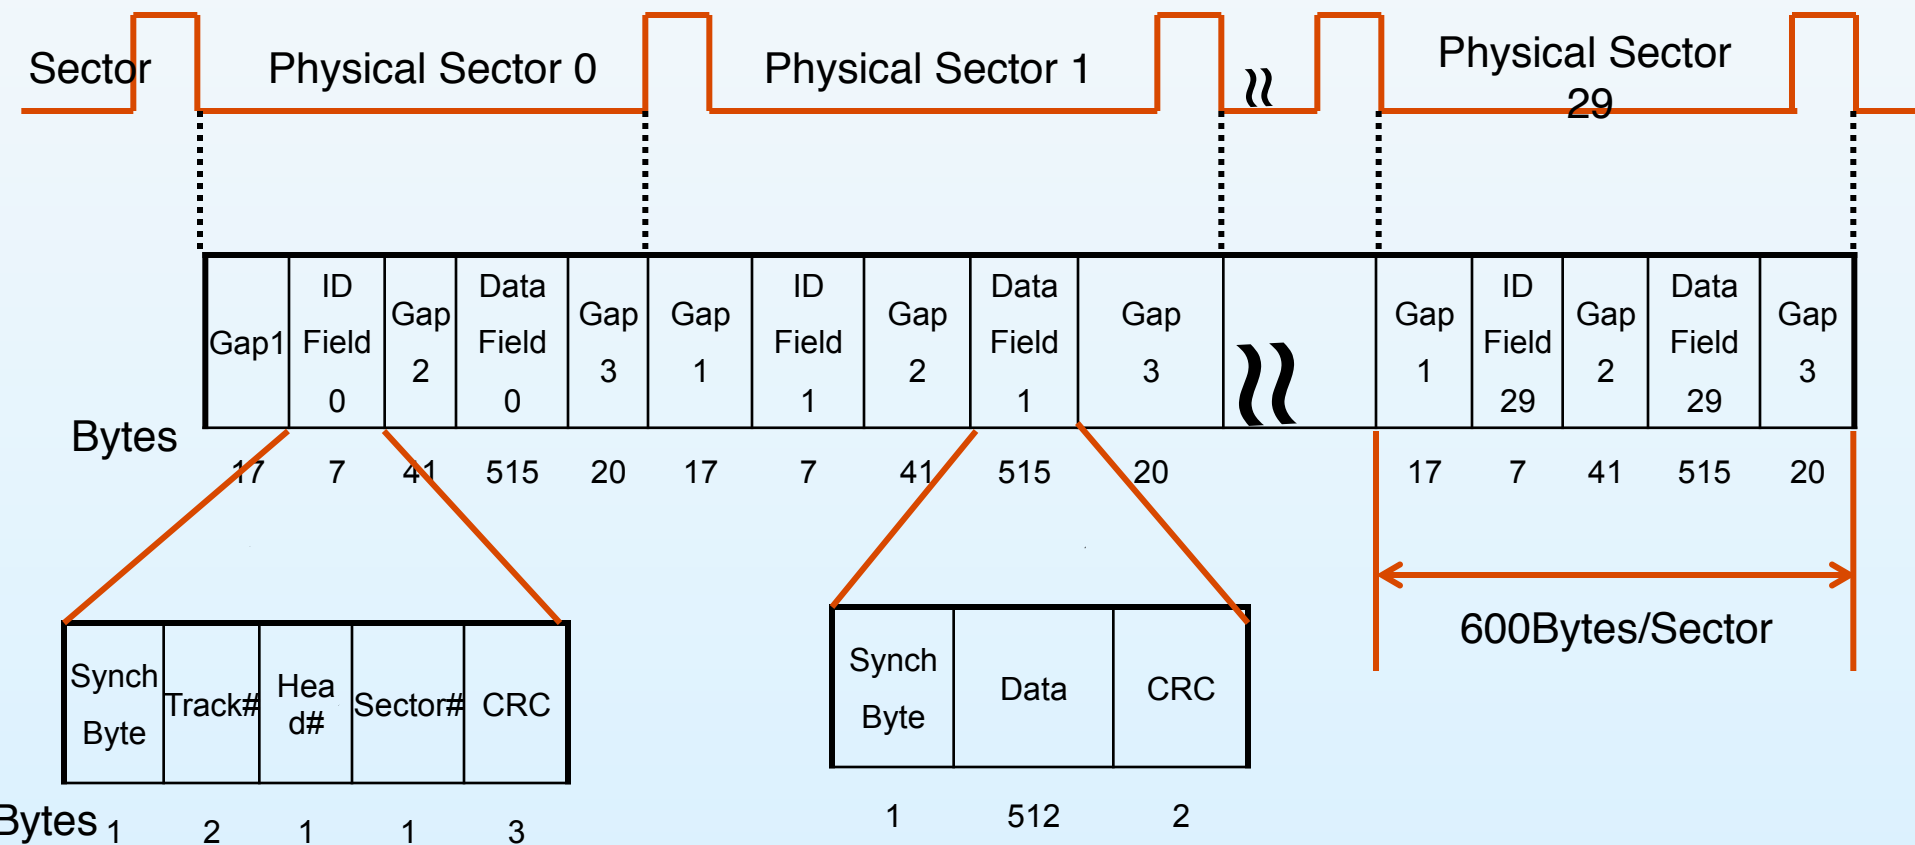 Sector
Physical Sector 0
Physical Sector 1
Physical Sector
29
Gap1
ID
Field
0
Gap
2
Data
Field
0
Gap
3
Gap
1
ID
Field
1
Gap
2
Data
Field
1
Gap
3
Gap
1
ID
Field
29
Gap
2
Data
Field
29
Gap
3
Bytes
17 7 41 515 20 17 7 41 515 20 17 7 41 515 20
600Bytes/Sector
Synch
Byte
Track#
Hea
d#
Sector#
CRC
Bytes 1 2 1 1 3
Synch
Byte
Data
CRC
1 512 2